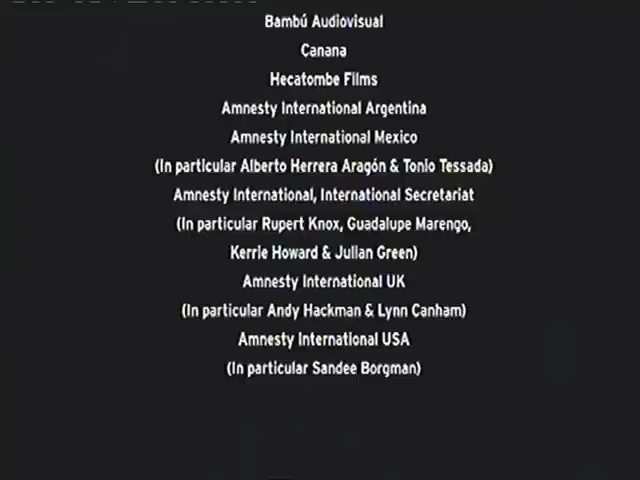 Bambú Audiovisual
Canana
Hecatombe Films
Amnesty International Argentina
Amnesty International Mexico
(In particular Alberto Herrera Aragón & Tonio Tessada)
Amnesty International, International Secretariat
(In particular Rupert Knox, Guadalupe Marengo,
Kerrie Howard & Julian Green)
Amnesty International UK
(In particular Andy Hackman & Lynn Canham)
Amnesty International USA
(In particular Sandee Borgman)